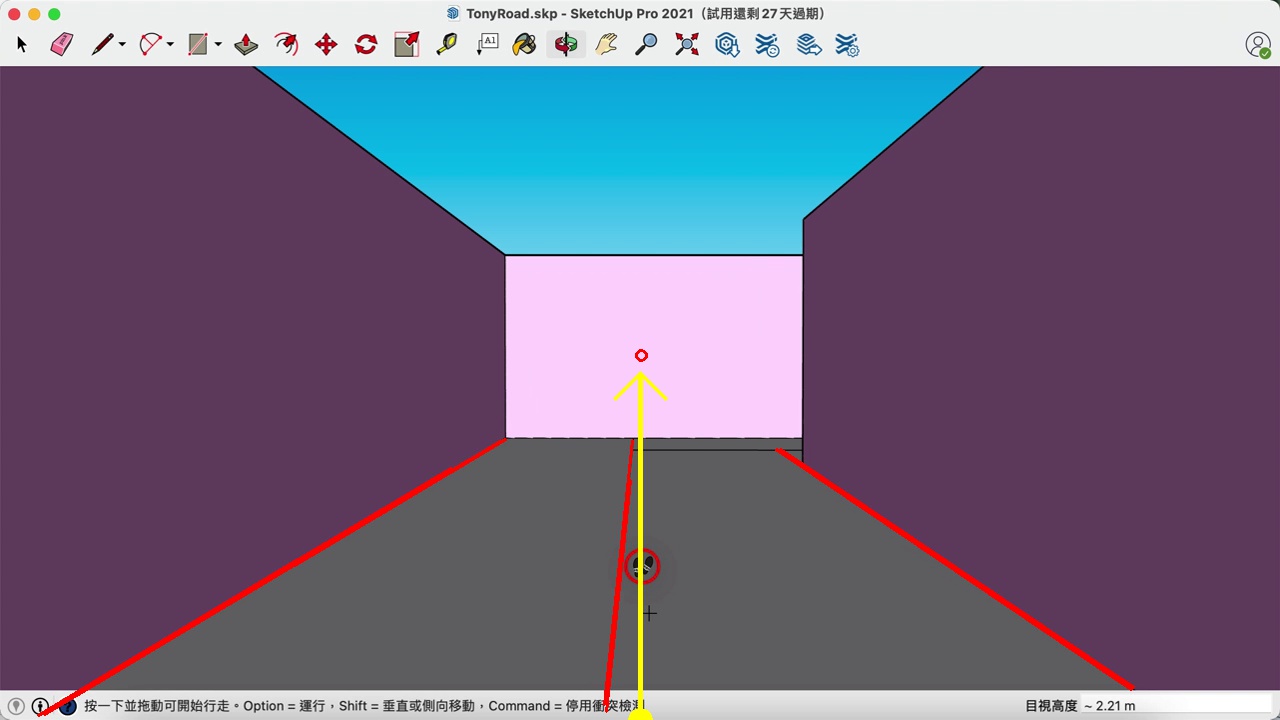 TonyRoad.skp - SketchUp Pro 2021（試用還剩 27 天過期）
A1
按一下並拖動可開始行走。Option = 運行，Shift = 垂直或側向移動，Command = 停用衝突檢測
目視高度 ~ 2.21 m